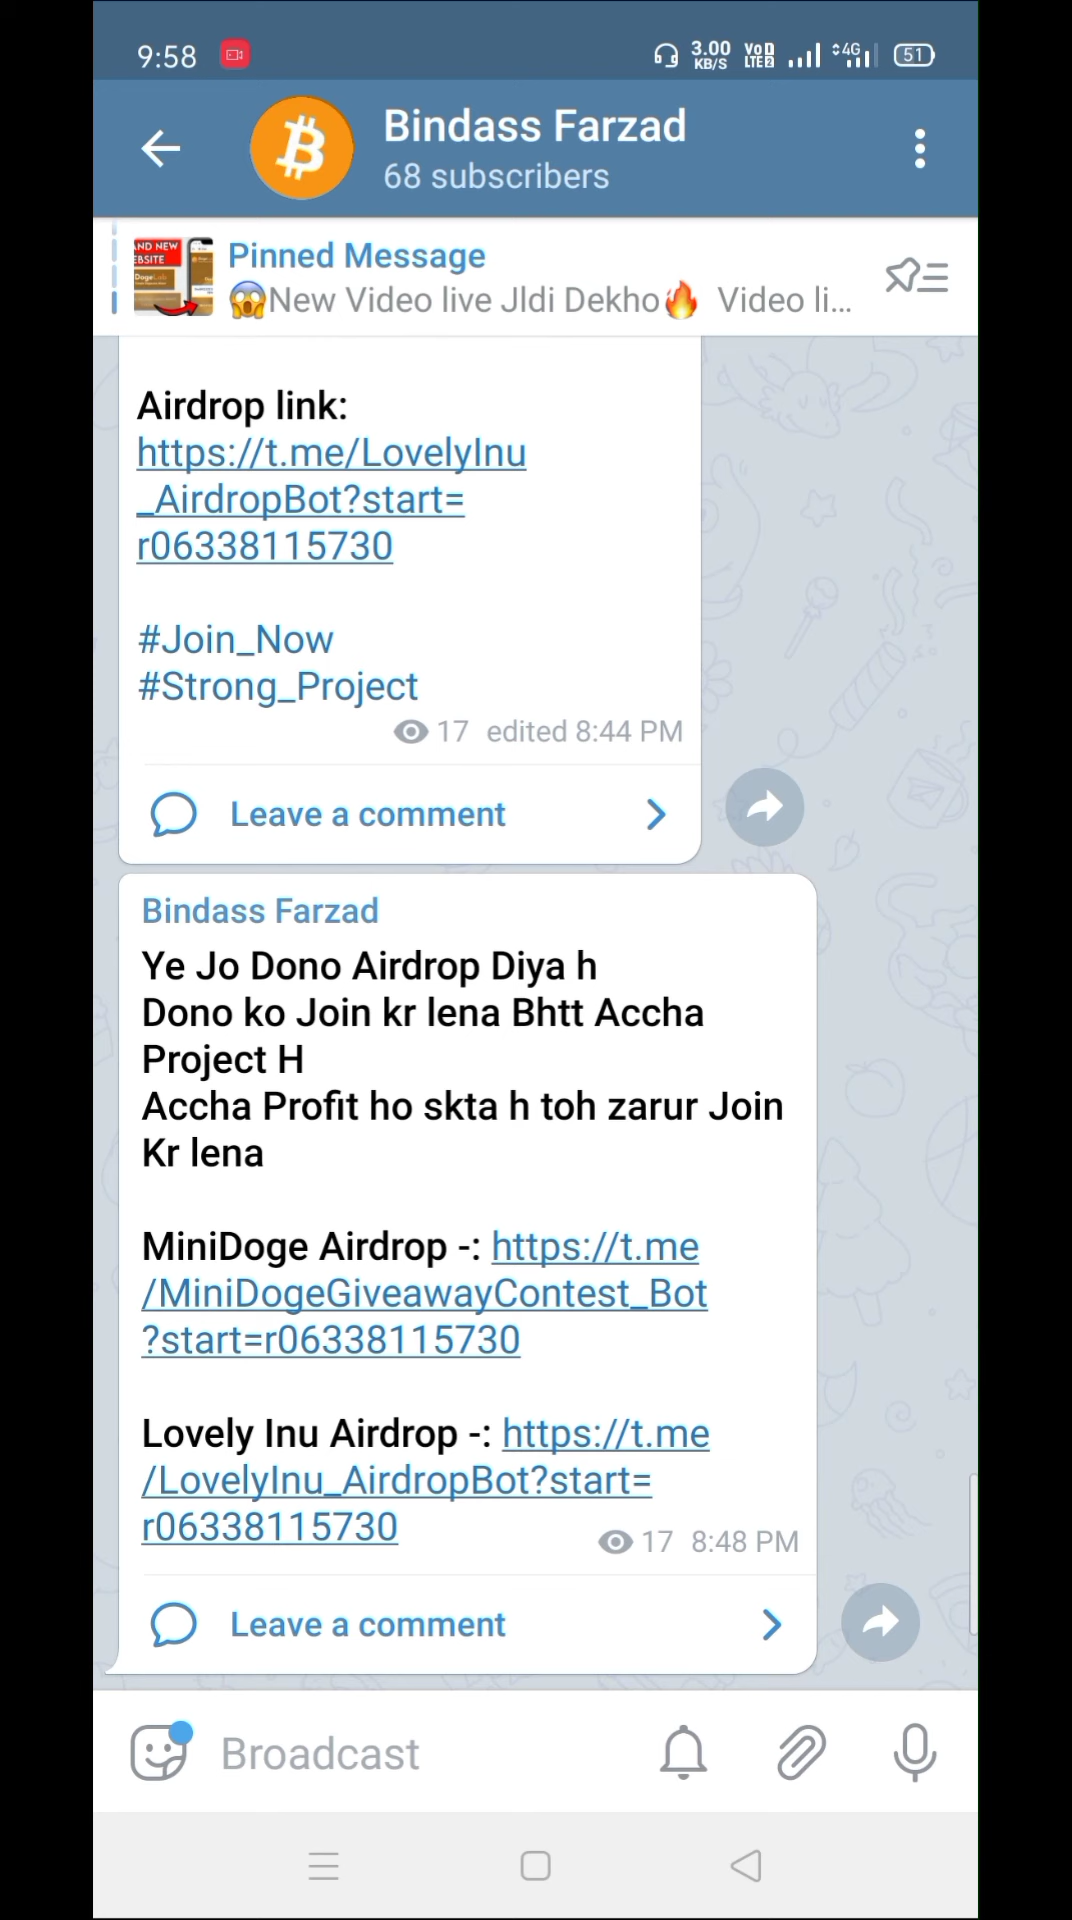 9:58
3.00
KB/S
VoD
LTE2
4G
51
Bindass Farzad
68 subscribers
AND NEW
EBSITE
Pinned Message
😱New Video live Jldi Dekho🔥 Video li...
Airdrop link:
https://t.me/LovelyInu
_AirdropBot?start=
r06338115730
#Join_Now
#Strong_Project
17 edited 8:44 PM
Leave a comment
Bindass Farzad
Ye Jo Dono Airdrop Diya h
Dono ko Join kr lena Bhtt Accha
Project H
Accha Profit ho skta h toh zarur Join
Kr lena
MiniDoge Airdrop -: https://t.me
/MiniDogeGiveawayContest_Bot
?start=r06338115730
Lovely Inu Airdrop -: https://t.me
/LovelyInu_AirdropBot?start=
r06338115730
17 8:48 PM
Leave a comment
Broadcast